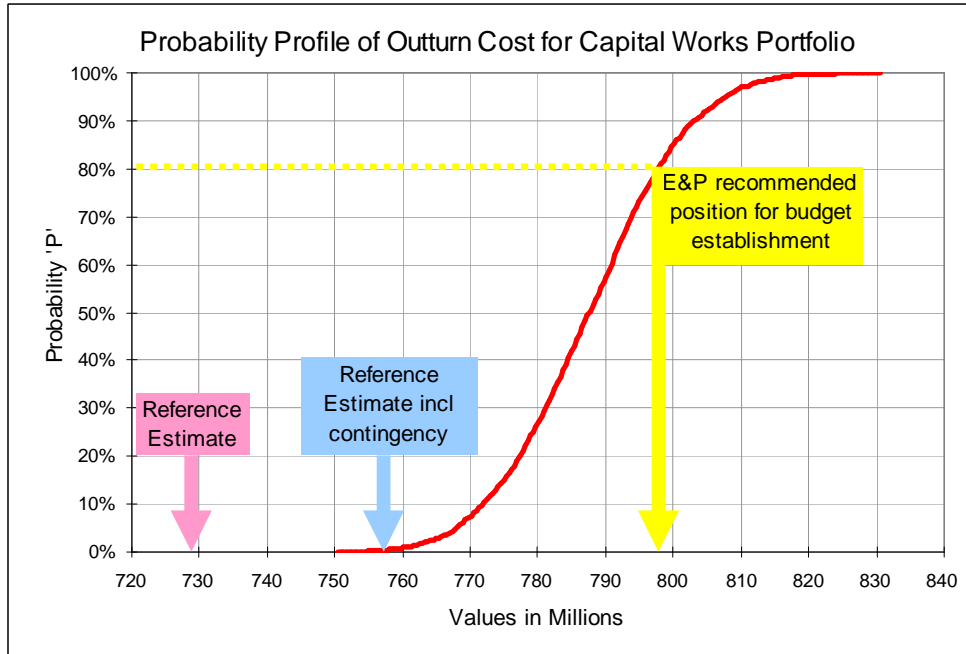 Probability Profile of Outturn Cost for Capital Works Portfolio
100%
90%
80%
70%
60%
50%
40%
30%
20%
10%
0%
Probability 'P'
E&P recommended
position for budget
establishment
Reference
Estimate incl
contingency
Reference
Estimate
720 730 740 750 760 770 780 790 800 810 820 830 840
Values in Millions